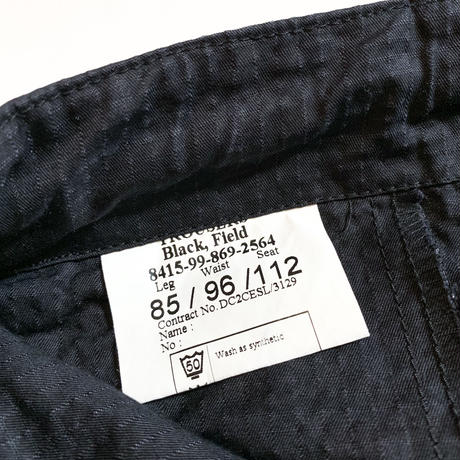 TROUSERS
Black, Field
8415-99-869-2564
Leg Waist Seat
85 / 96 / 112
Contract No. DC2CESL/3129
Name:
No:
50 Wash as synthetic